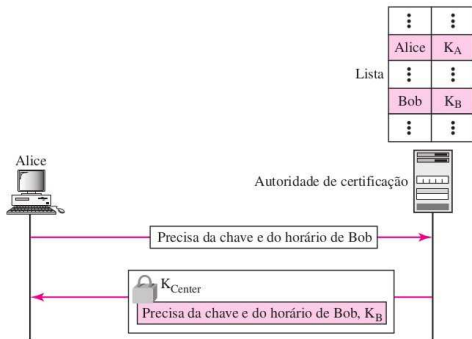 Alice K_A
Lista
Bob K_B
Alice
Autoridade de certificação
Precisa da chave e do horário de Bob
K_Center
Precisa da chave e do horário de Bob, K_B